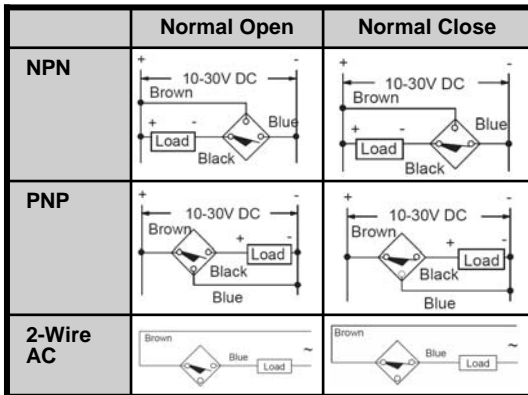 Normal Open Normal Close
NPN
+ -
10-30V DC
Brown
Blue
+ -
Load
Black
+ -
10-30V DC
Brown
Blue
+ -
Load
Black
PNP
+ -
10-30V DC
Brown
+ -
Load
Black
Blue
+ -
10-30V DC
Brown
+ -
Load
Black
Blue
2-Wire
AC
Brown
~
Blue
Load
Brown
~
Blue
Load